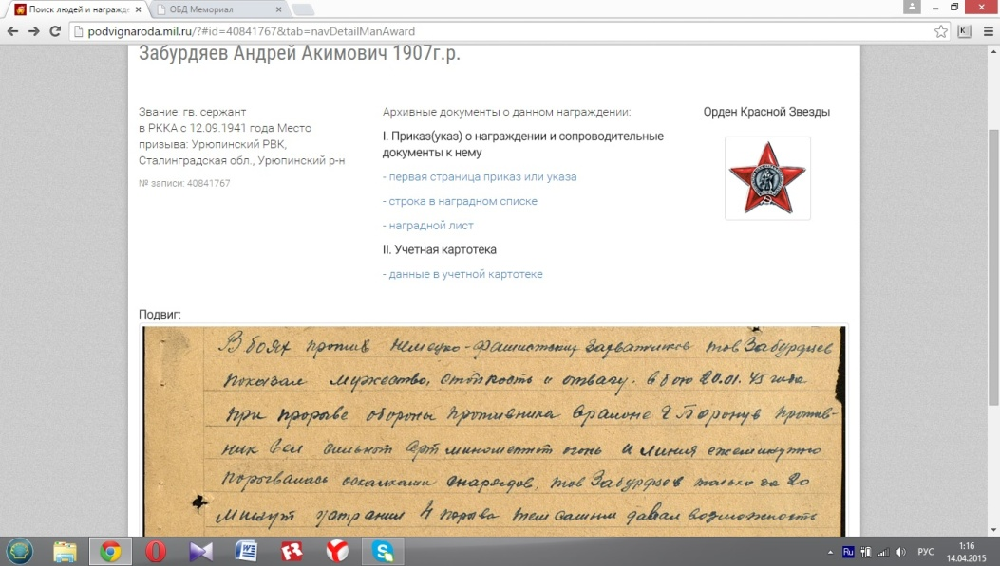 Поиск людей и награжде
ОБД Мемориал
podvignaroda.mil.ru/?#id=40841767&tab=navDetailManAward
Забурдяев Андрей Акимович 1907г.р.
Звание: гв. сержант
в РККА с 12.09.1941 года Место
призыва: Урюпинский РВК,
Сталинградская обл., Урюпинский р-н
№ записи: 40841767
Архивные документы о данном награждении:
I. Приказ(указ) о награждении и сопроводительные
документы к нему
- первая страница приказ или указа
- строка в наградном списке
- наградной лист
II. Учетная картотека
- данные в учетной картотеке
Орден Красной Звезды
Подвиг:
В боях против немецко-фашистских захватчиков тов Забурдяев
показал мужество, стойкость и отвагу. в бою 20.01.45 года
при прорыве обороны противника в районе г против-
ник вел сильный арт минометный огонь и линия ежеминутно
порывалась осколками снарядов, тов Забурдяев только за 20
минут устранил 4 порыва тем самым давал возможность
Ru
РУС
1:16
14.04.2015